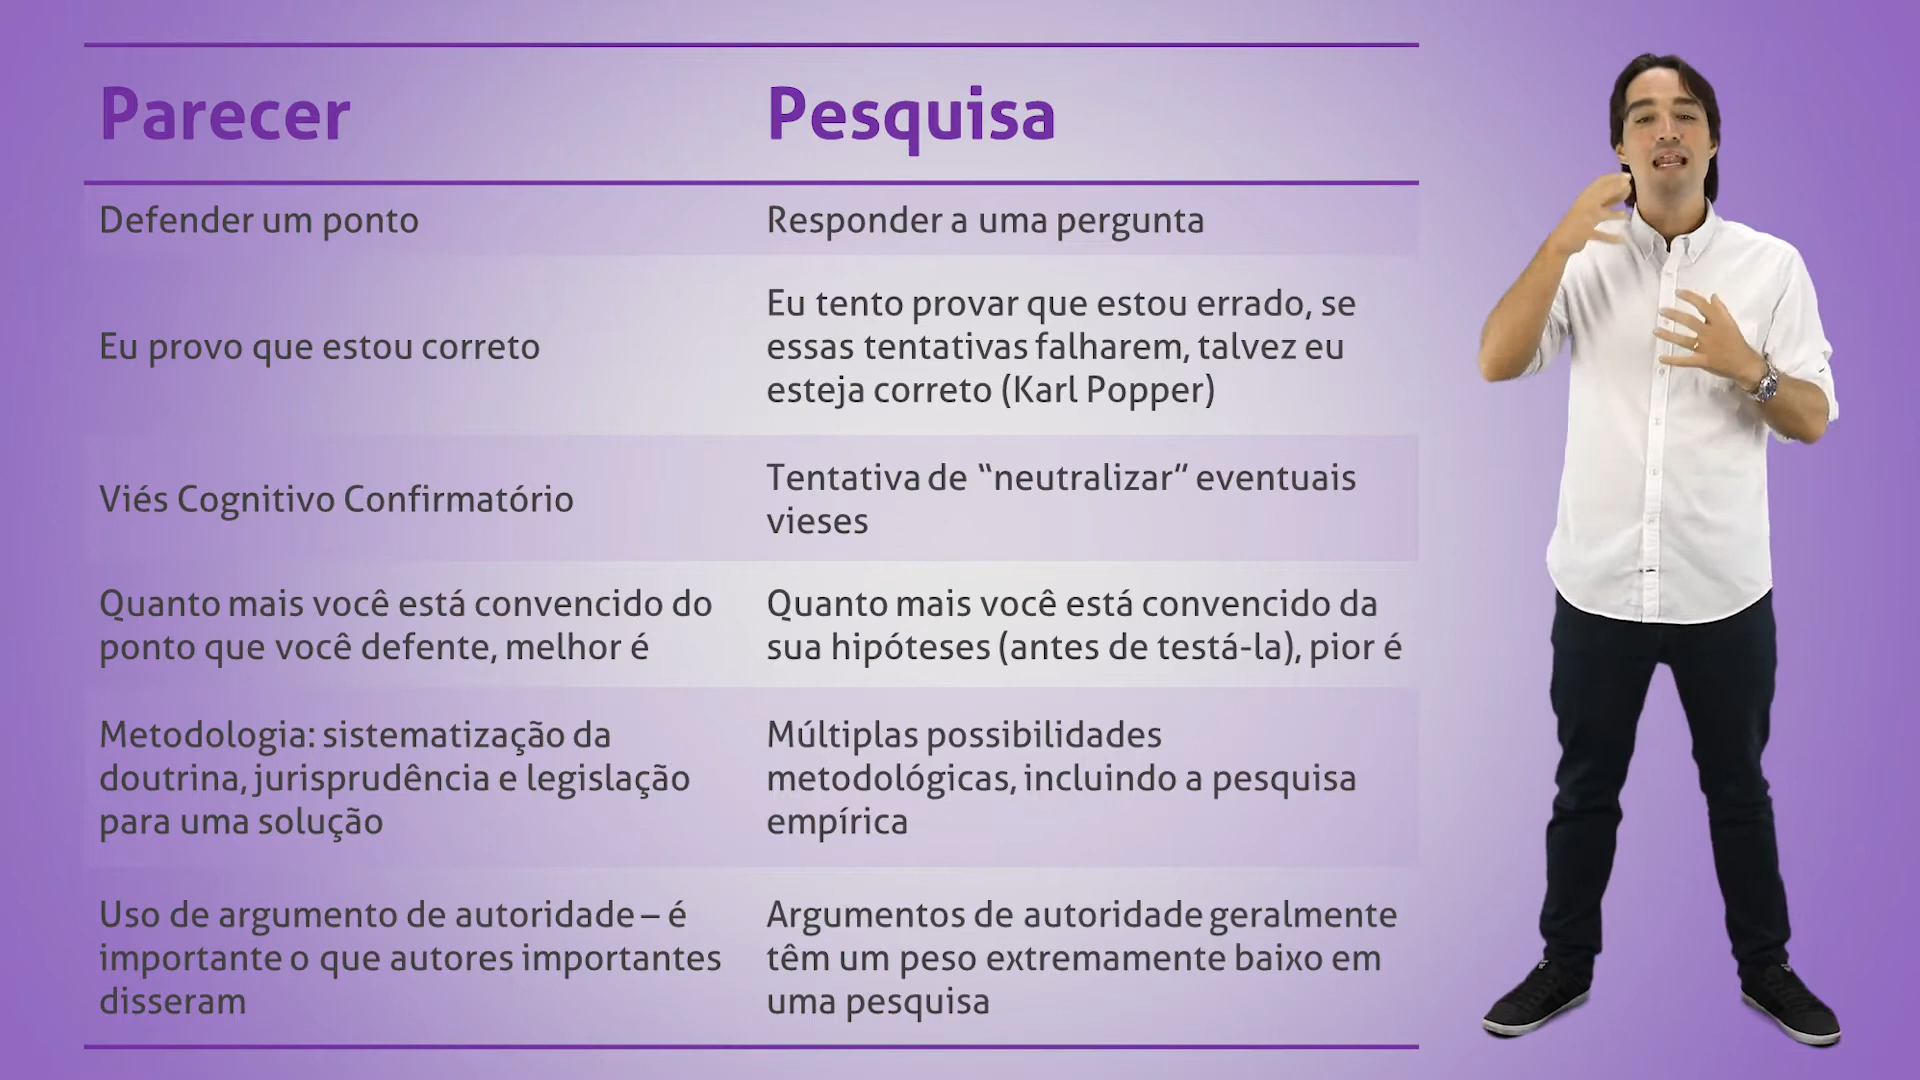 Parecer
Pesquisa
Defender um ponto
Responder a uma pergunta
Eu provo que estou correto
Eu tento provar que estou errado, se
essas tentativas falharem, talvez eu
esteja correto (Karl Popper)
Viés Cognitivo Confirmatório
Tentativa de “neutralizar” eventuais
vieses
Quanto mais você está convencido do
ponto que você defente, melhor é
Quanto mais você está convencido da
sua hipóteses (antes de testá-la), pior é
Metodologia: sistematização da
doutrina, jurisprudência e legislação
para uma solução
Múltiplas possibilidades
metodológicas, incluindo a pesquisa
empírica
Uso de argumento de autoridade – é
importante o que autores importantes
disseram
Argumentos de autoridade geralmente
têm um peso extremamente baixo em
uma pesquisa